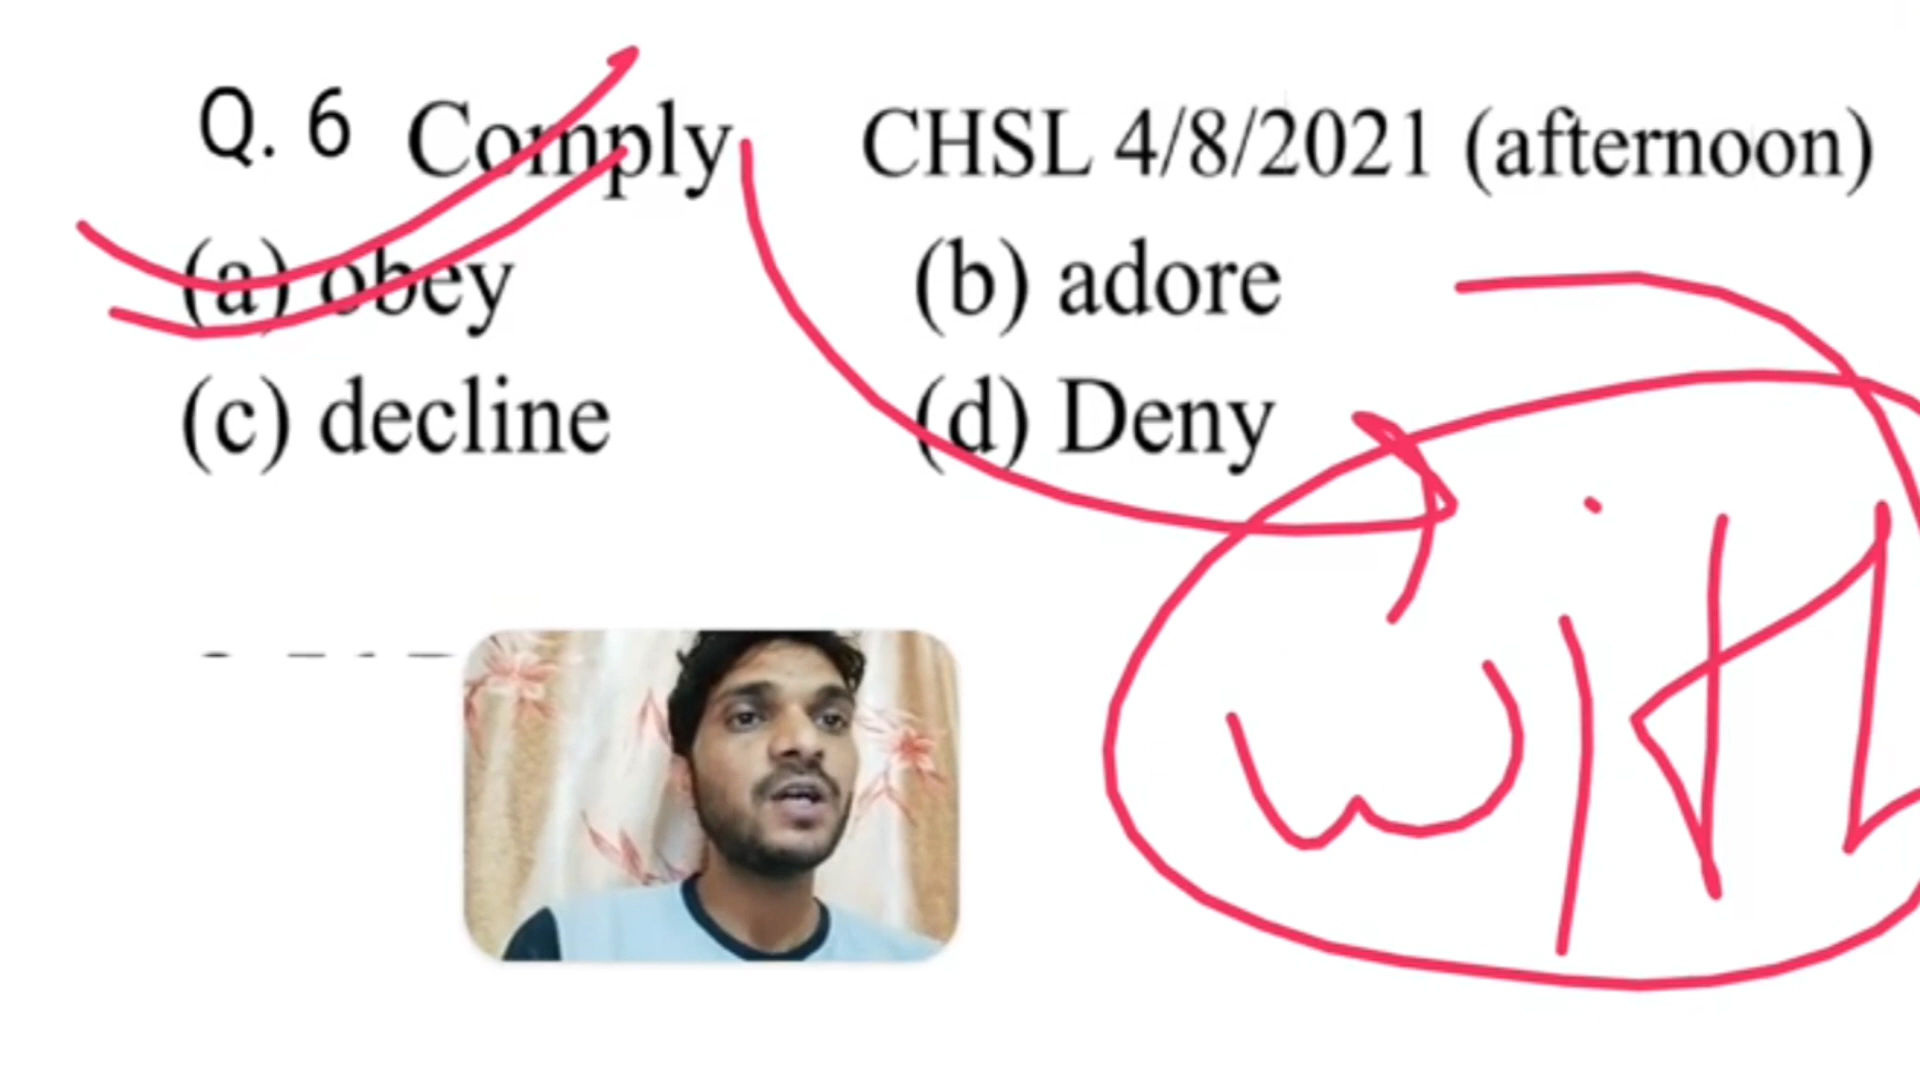 Q. 6 Comply CHSL 4/8/2021 (afternoon)
(a) obey (b) adore
(c) decline (d) Deny
with